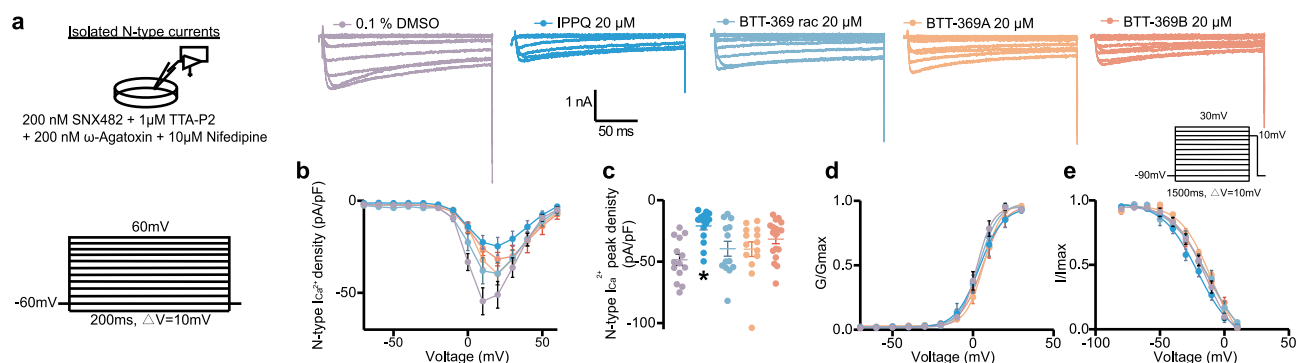 a
Isolated N-type currents
200 nM SNX482 + 1µM TTA-P2
+ 200 nM ω-Agatoxin + 10µM Nifedipine
60mV
-60mV
200ms, △V=10mV
0.1 % DMSO
IPPQ 20 µM
BTT-369 rac 20 µM
BTT-369A 20 µM
BTT-369B 20 µM
1 nA
50 ms
b
N-type ICa²⁺ density (pA/pF)
0
-50
-50
0
50
Voltage (mV)
c
N-type ICa²⁺ peak denisty
(pA/pF)
0
-50
-100
*
d
G/Gmax
1.0
0.5
0.0
-50
0
50
Voltage (mV)
30mV
10mV
-90mV
1500ms, △V=10mV
e
I/Imax
1.0
0.5
0.0
-100
-50
0
50
Voltage (mV)